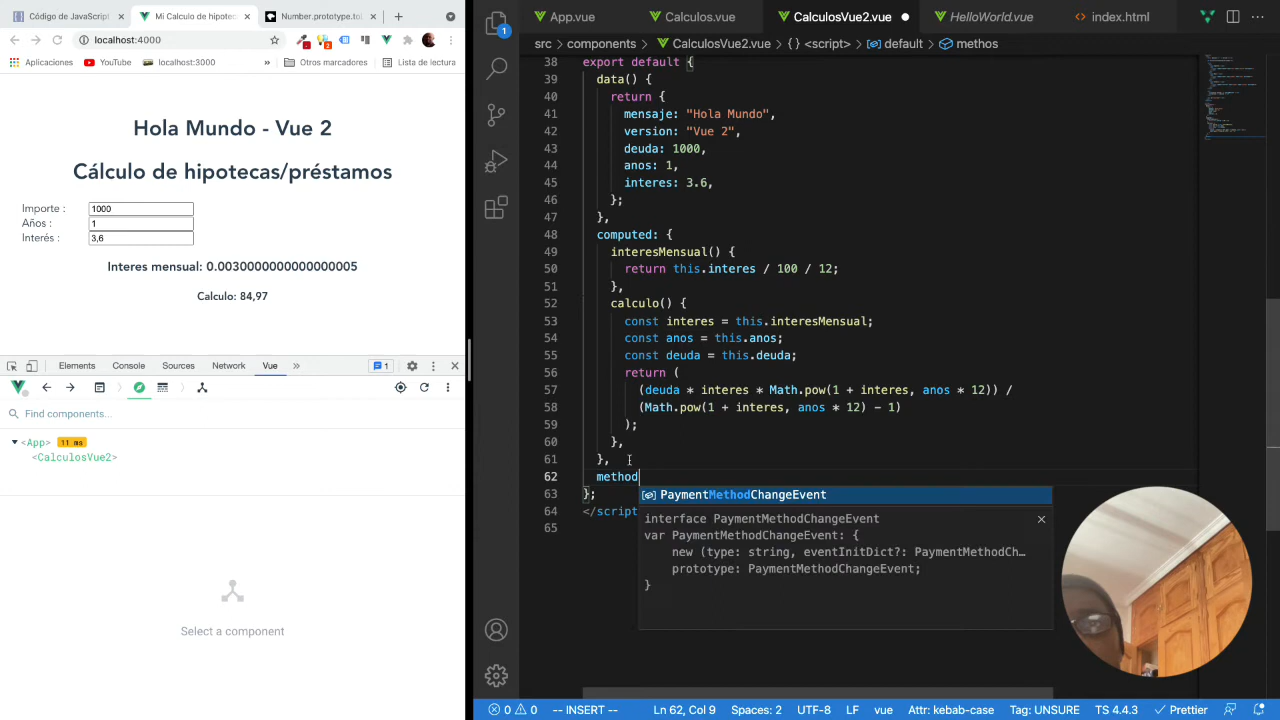 Código de JavaScript
Mi Calculo de hipotec
Number.prototype.tol
localhost:4000
Aplicaciones
YouTube
localhost:3000
»
Otros marcadores
Lista de lectura
Hola Mundo - Vue 2
Cálculo de hipotecas/préstamos
Importe : 1000
Años : 1
Interés : 3,6
Interes mensual: 0.0030000000000000005
Calculo: 84,97
Elements Console Sources Network Vue » 1
Find components...
<App> 11 ms
<CalculosVue2>
Select a component
1
App.vue
Calculos.vue
CalculosVue2.vue
HelloWorld.vue
index.html
src > components > CalculosVue2.vue > {} <script> > default > methos
38 export default {
39 data() {
40 return {
41 mensaje: "Hola Mundo",
42 version: "Vue 2",
43 deuda: 1000,
44 anos: 1,
45 interes: 3.6,
46 };
47 },
48 computed: {
49 interesMensual() {
50 return this.interes / 100 / 12;
51 },
52 calculo() {
53 const interes = this.interesMensual;
54 const anos = this.anos;
55 const deuda = this.deuda;
56 return (
57 (deuda * interes * Math.pow(1 + interes, anos * 12)) /
58 (Math.pow(1 + interes, anos * 12) - 1)
59 );
60 },
61 },
62 method
63 };
64 </script
65
PaymentMethodChangeEvent
interface PaymentMethodChangeEvent
var PaymentMethodChangeEvent: {
new (type: string, eventInitDict?: PaymentMethodCh…
prototype: PaymentMethodChangeEvent;
}
0 0 -- INSERT -- Ln 62, Col 9 Spaces: 2 UTF-8 LF vue Attr: kebab-case Tag: UNSURE TS 4.4.3 Prettier